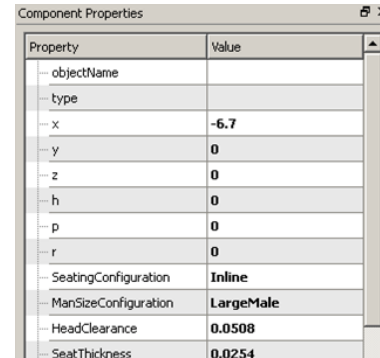 Component Properties
Property Value
objectName
type
x -6.7
y 0
z 0
h 0
p 0
r 0
SeatingConfiguration Inline
ManSizeConfiguration LargeMale
HeadClearance 0.0508
SeatThickness 0.0254